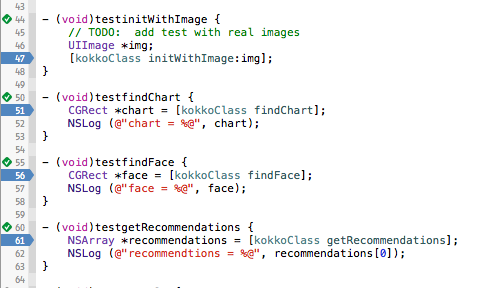 43
44 - (void)testinitWithImage {
45 // TODO:  add test with real images
46 UIImage *img;
47 [kokkoClass initWithImage:img];
48 }
49
50 - (void)testfindChart {
51 CGRect *chart = [kokkoClass findChart];
52 NSLog (@"chart = %@", chart);
53 }
54
55 - (void)testfindFace {
56 CGRect *face = [kokkoClass findFace];
57 NSLog (@"face = %@", face);
58 }
59
60 - (void)testgetRecommendations {
61 NSArray *recommendations = [kokkoClass getRecommendations];
62 NSLog (@"recommendtions = %@", recommendations[0]);
63 }
64